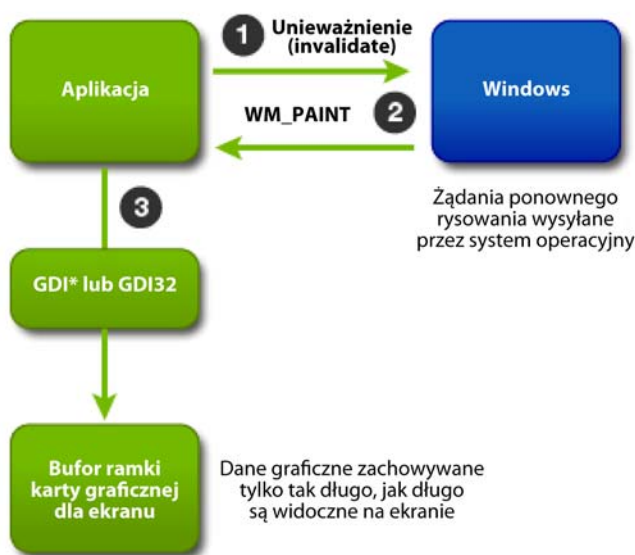 1
Unieważnienie
(invalidate)
Aplikacja
Windows
WM_PAINT
2
Żądania ponownego
rysowania wysyłane
przez system operacyjny
3
GDI* lub GDI32
Bufor ramki
karty graficznej
dla ekranu
Dane graficzne zachowywane
tylko tak długo, jak długo
są widoczne na ekranie